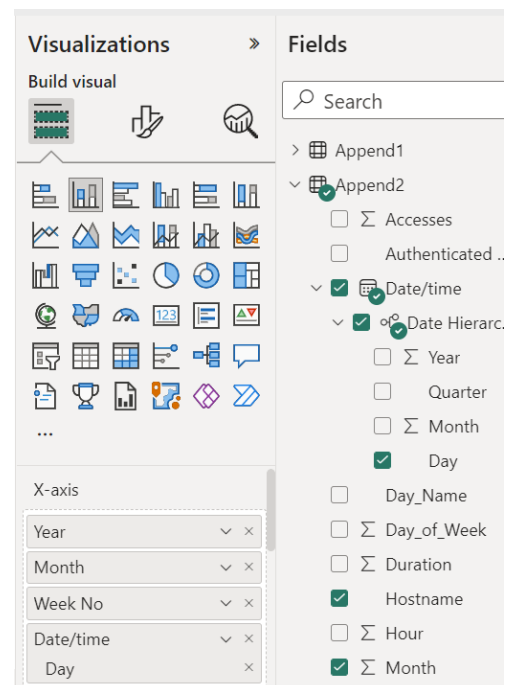 Visualizations
»
Build visual
123
...
X-axis
Year
Month
Week No
Date/time
Day
Fields
Search
Append1
Append2
Σ Accesses
Authenticated ..
Date/time
Date Hierarc..
Σ Year
Quarter
Σ Month
Day
Day_Name
Σ Day_of_Week
Σ Duration
Hostname
Σ Hour
Σ Month